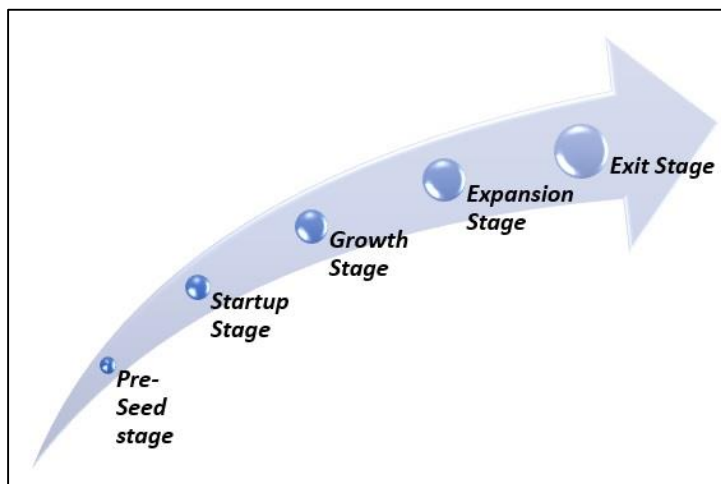 Pre-
Seed
stage
Startup
Stage
Growth
Stage
Expansion
Stage
Exit Stage